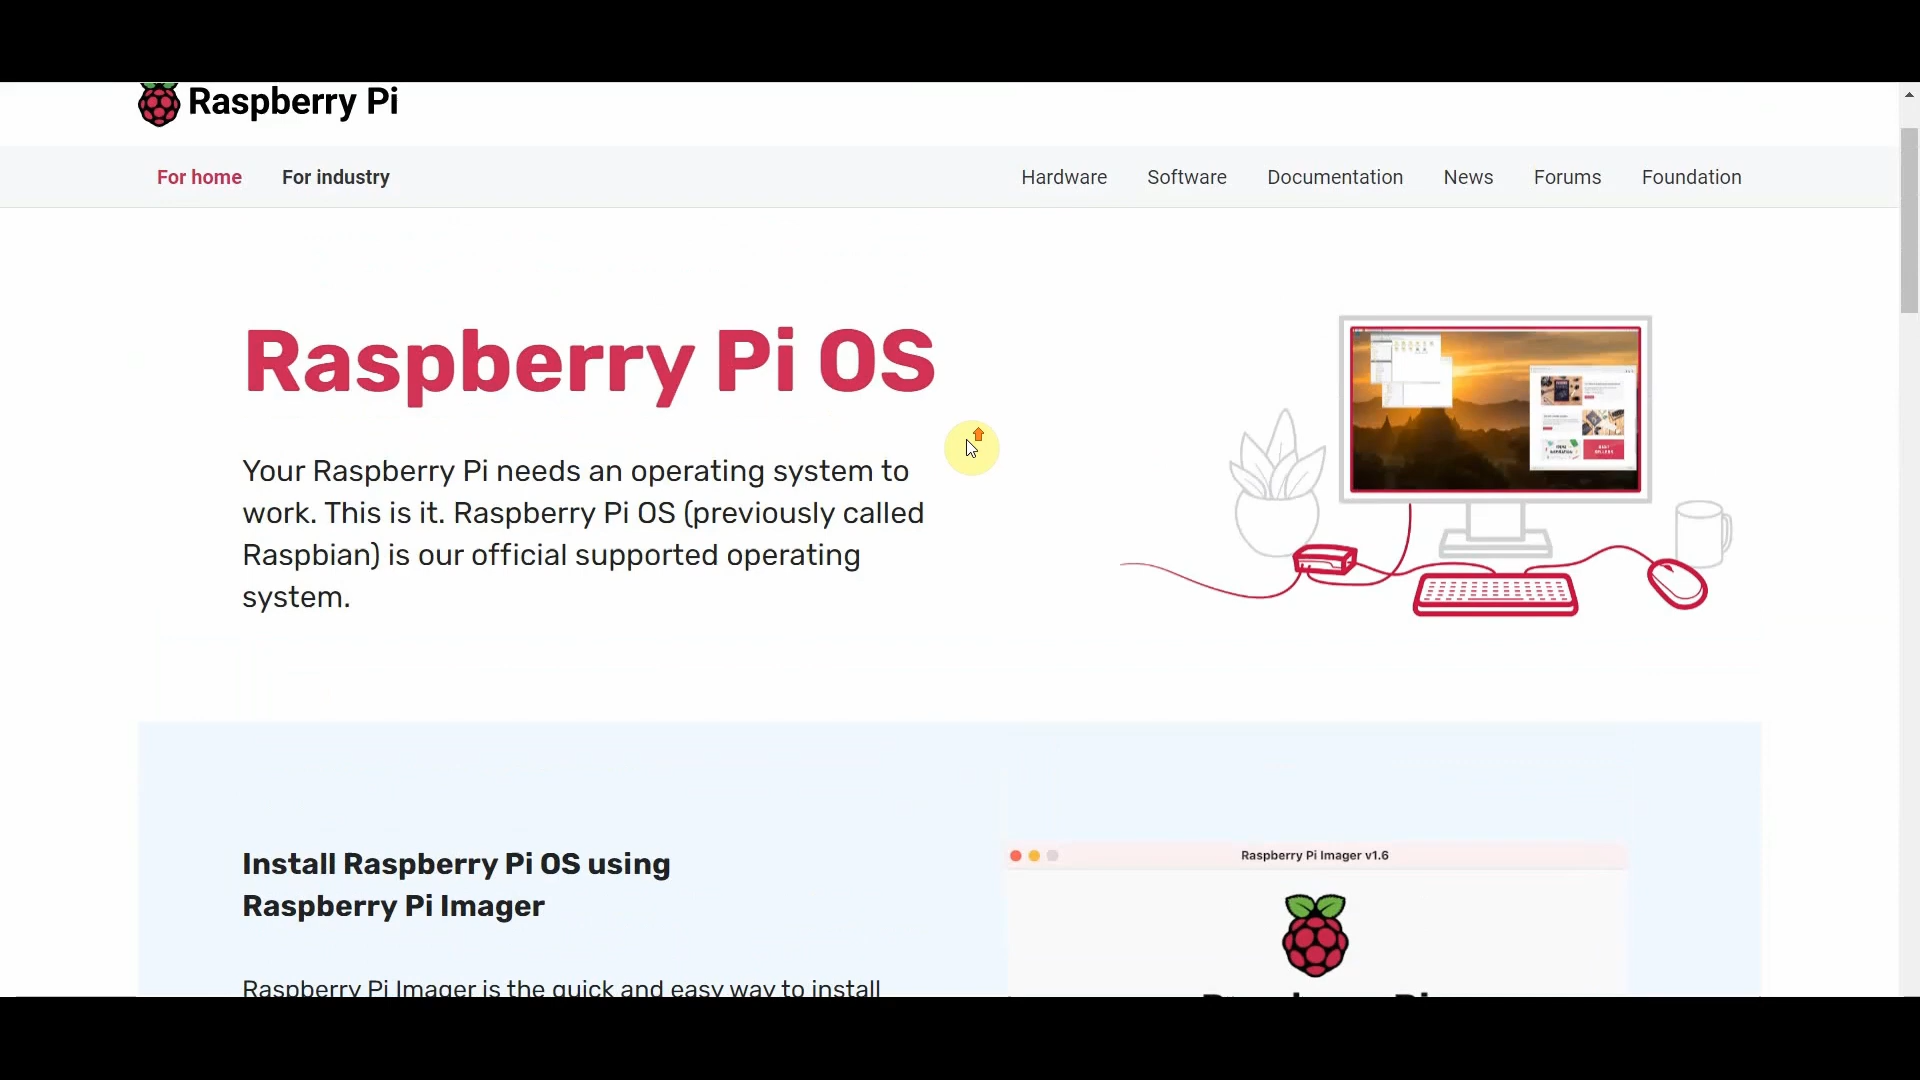 Raspberry Pi
For home
For industry
Hardware
Software
Documentation
News
Forums
Foundation
Raspberry Pi OS
Your Raspberry Pi needs an operating system to
work. This is it. Raspberry Pi OS (previously called
Raspbian) is our official supported operating
system.
Install Raspberry Pi OS using
Raspberry Pi Imager
Raspberry Pi Imager v1.6
Raspberry Pi Imager is the quick and easy way to install